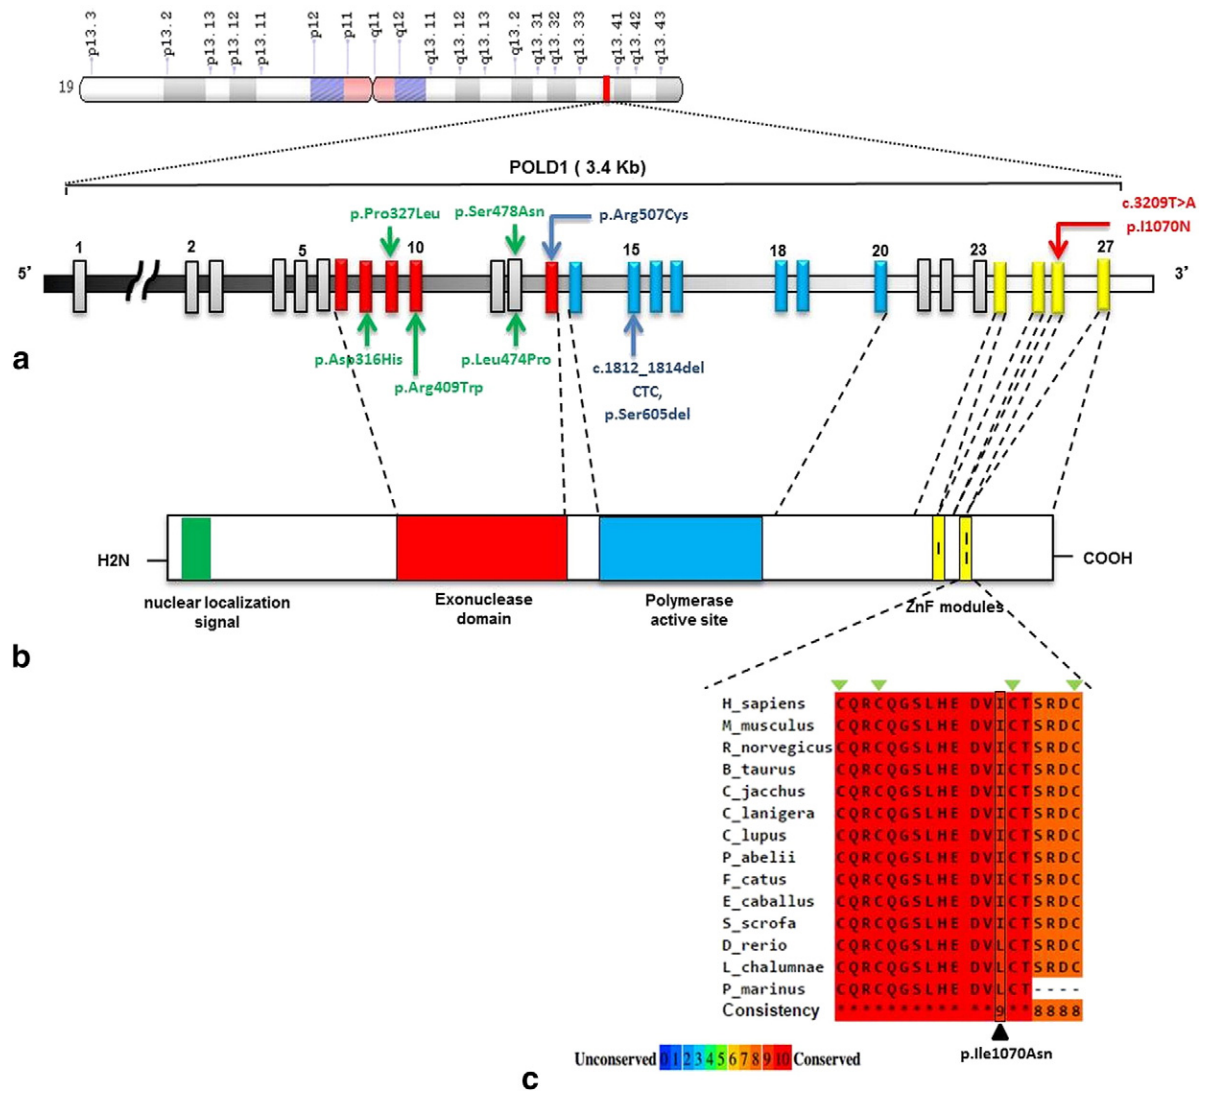 p13.3 p13.2 p13.13 p13.12 p13.11 p12 p11 q11 q12 q13.11 q13.12 q13.13 q13.2 q13.31 q13.32 q13.33 q13.41 q13.42 q13.43
19
POLD1 ( 3.4 Kb)
c.3209T>A
p.I1070N
p.Pro327Leu p.Ser478Asn p.Arg507Cys
1 2 5 10 15 18 20 23 27
5' 3'
a
p.Asp316His p.Leu474Pro
p.Arg409Trp
c.1812_1814del
CTC,
p.Ser605del
H2N I II COOH
nuclear localization
signal
Exonuclease
domain
Polymerase
active site
ZnF modules
b
H_sapiens CQRCQGSLHE DVICTSRDC
M_musculus CQRCQGSLHE DVICTSRDC
R_norvegicus CQRCQGSLHE DVICTSRDC
B_taurus CQRCQGSLHE DVICTSRDC
C_jacchus CQRCQGSLHE DVICTSRDC
C_lanigera CQRCQGSLHE DVICTSRDC
C_lupus CQRCQGSLHE DVICTSRDC
P_abelii CQRCQGSLHE DVICTSRDC
F_catus CQRCQGSLHE DVICTSRDC
E_caballus CQRCQGSLHE DVICTSRDC
S_scrofa CQRCQGSLHE DVICTSRDC
D_rerio CQRCQGSLHE DVLCTSRDC
L_chalumnae CQRCQGSLHE DVLCTSRDC
P_marinus CQRCQGSLHE DVLCT----
Consistency ********** **9**8888
p.Ile1070Asn
Unconserved 0 1 2 3 4 5 6 7 8 9 10 Conserved
c